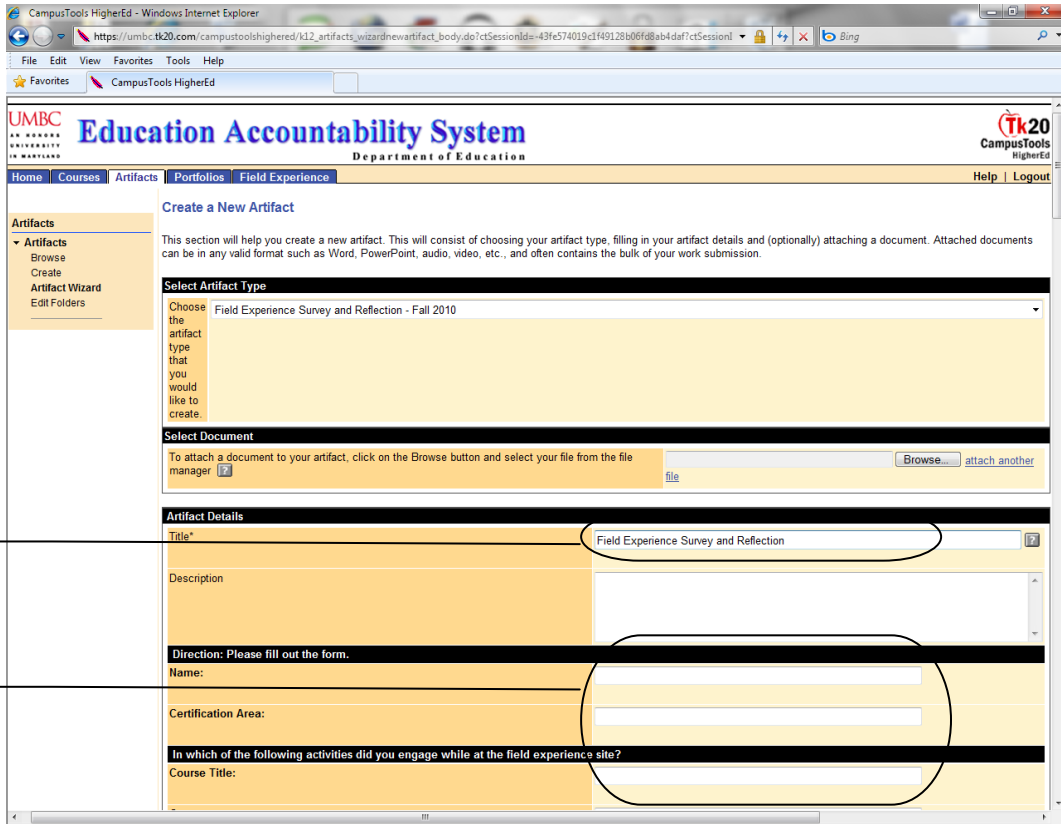 CampusTools HigherEd - Windows Internet Explorer
https://umbc.tk20.com/campustoolshighered/k12_artifacts_wizardnewartifact_body.do?ctSessionId=-43fe574019c1f49128b06fd8ab4daf?ctSessionI
Bing
File Edit View Favorites Tools Help
Favorites CampusTools HigherEd
UMBC
AN HONORS
UNIVERSITY
IN MARYLAND
Education Accountability System
Department of Education
Tk20
CampusTools
HigherEd
Home Courses Artifacts Portfolios Field Experience Help | Logout
Artifacts
Artifacts
Browse
Create
Artifact Wizard
Edit Folders
Create a New Artifact
This section will help you create a new artifact. This will consist of choosing your artifact type, filling in your artifact details and (optionally) attaching a document. Attached documents
can be in any valid format such as Word, PowerPoint, audio, video, etc., and often contains the bulk of your work submission.
Select Artifact Type
Choose
the
artifact
type
that
you
would
like to
create.
Field Experience Survey and Reflection - Fall 2010
Select Document
To attach a document to your artifact, click on the Browse button and select your file from the file
manager ?
Browse... attach another
file
Artifact Details
Title*
Field Experience Survey and Reflection ?
Description
Direction: Please fill out the form.
Name:
Certification Area:
In which of the following activities did you engage while at the field experience site?
Course Title: